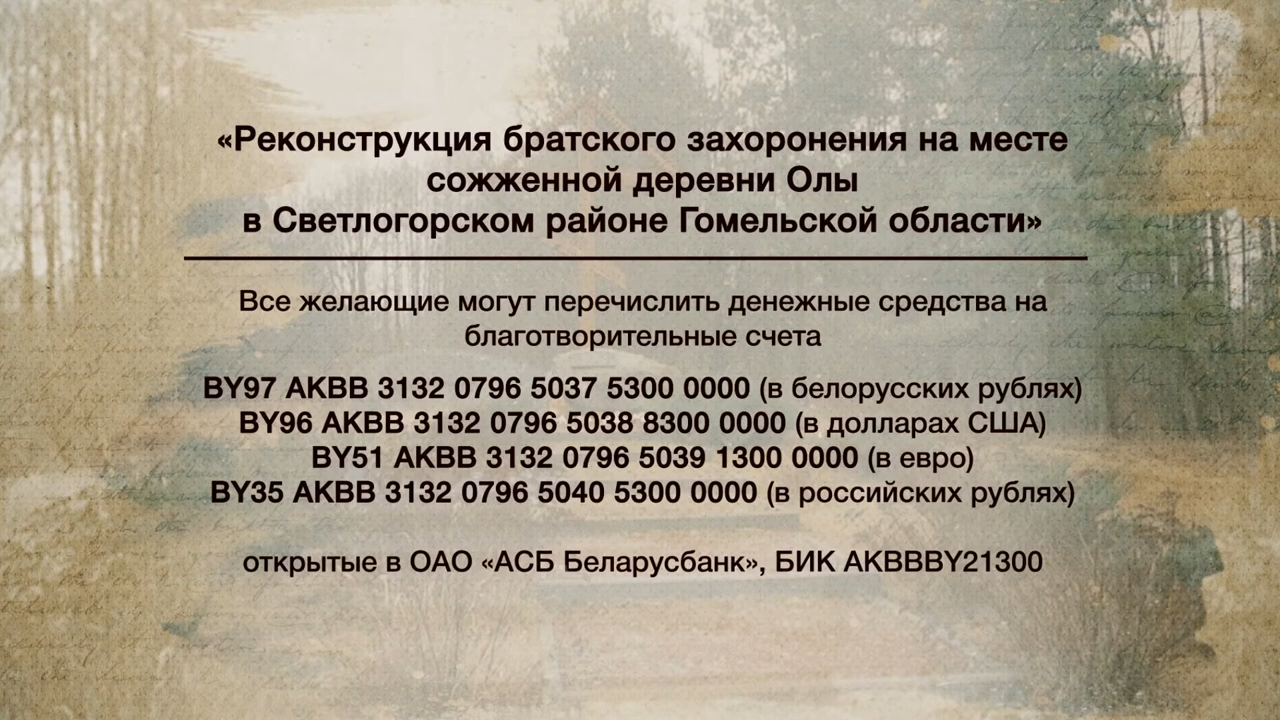 «Реконструкция братского захоронения на месте
сожженной деревни Олы
в Светлогорском районе Гомельской области»
Все желающие могут перечислить денежные средства на
благотворительные счета
BY97 AKBB 3132 0796 5037 5300 0000 (в белорусских рублях)
BY96 AKBB 3132 0796 5038 8300 0000 (в долларах США)
BY51 AKBB 3132 0796 5039 1300 0000 (в евро)
BY35 AKBB 3132 0796 5040 5300 0000 (в российских рублях)
открытые в ОАО «АСБ Беларусбанк», БИК AKBBBY21300